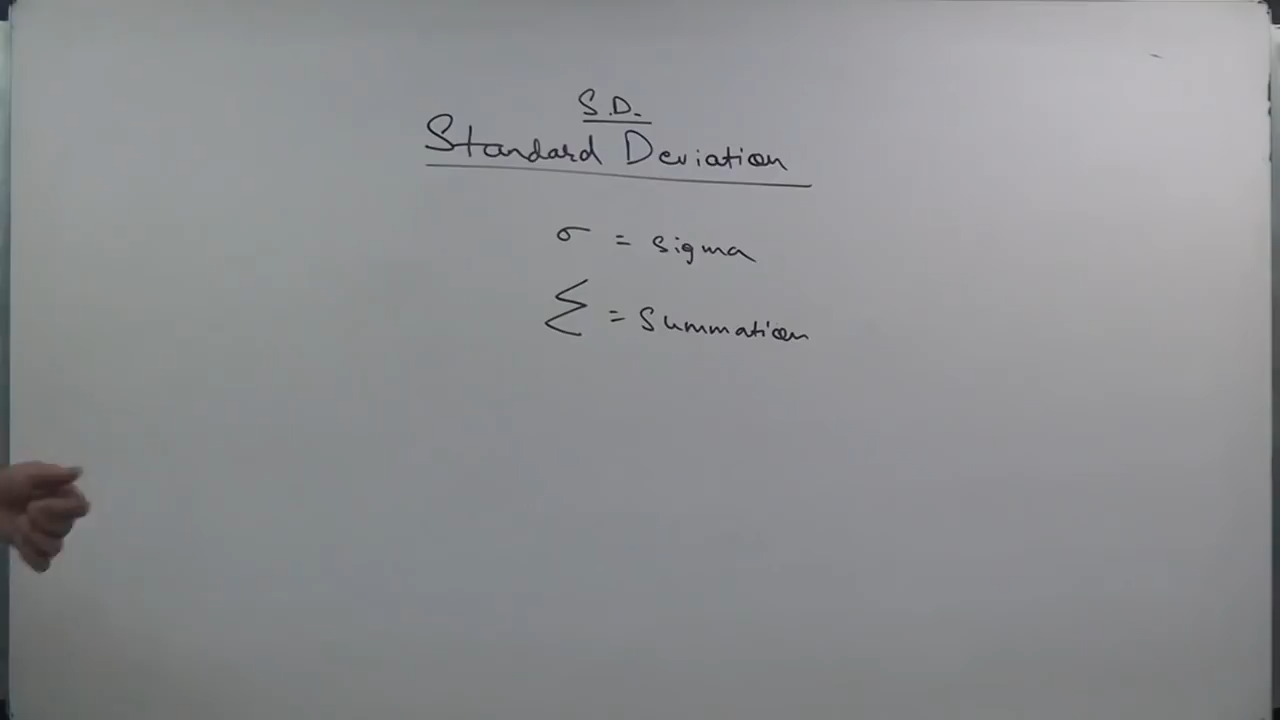 S.D.
Standard Deviation
σ = sigma
Σ = Summation